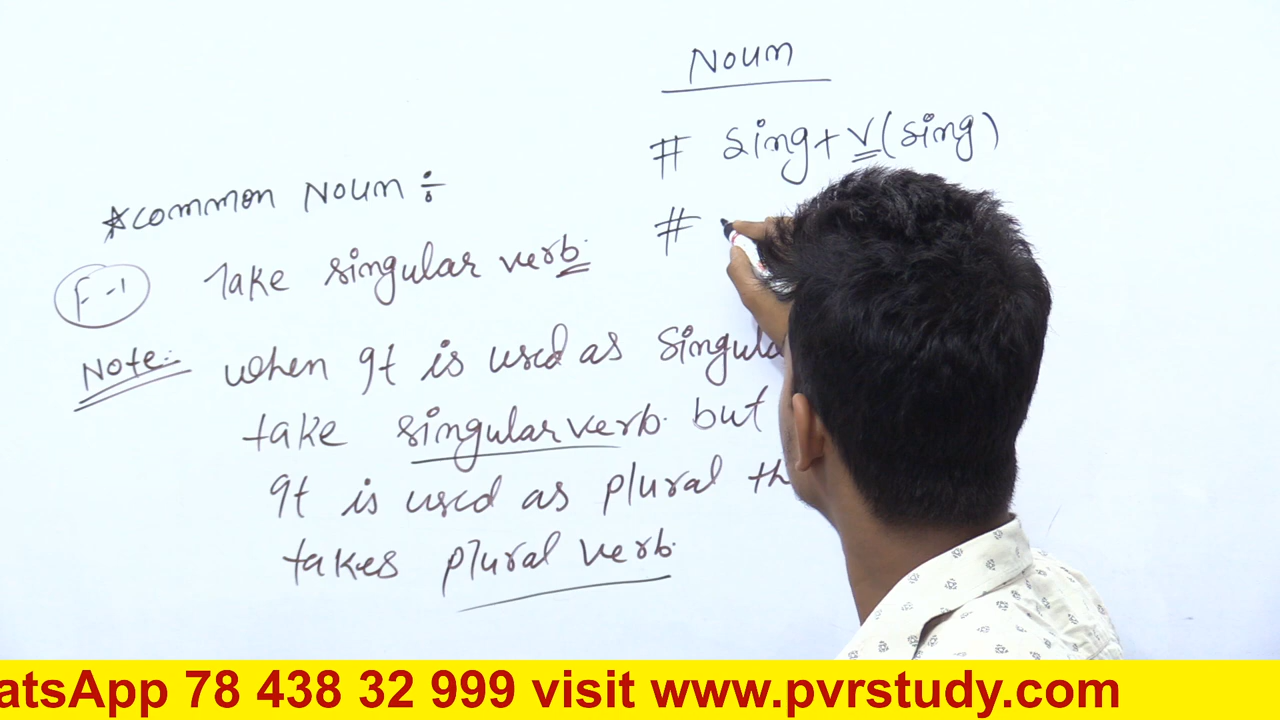 Noun
# Sing + V (sing)
#
*common Noun ÷
F-1 Take singular verb.
Note:- when It is used as singula
take singular verb. but
It is used as plural th
takes plural verb.
atsApp 78 438 32 999 visit www.pvrstudy.com